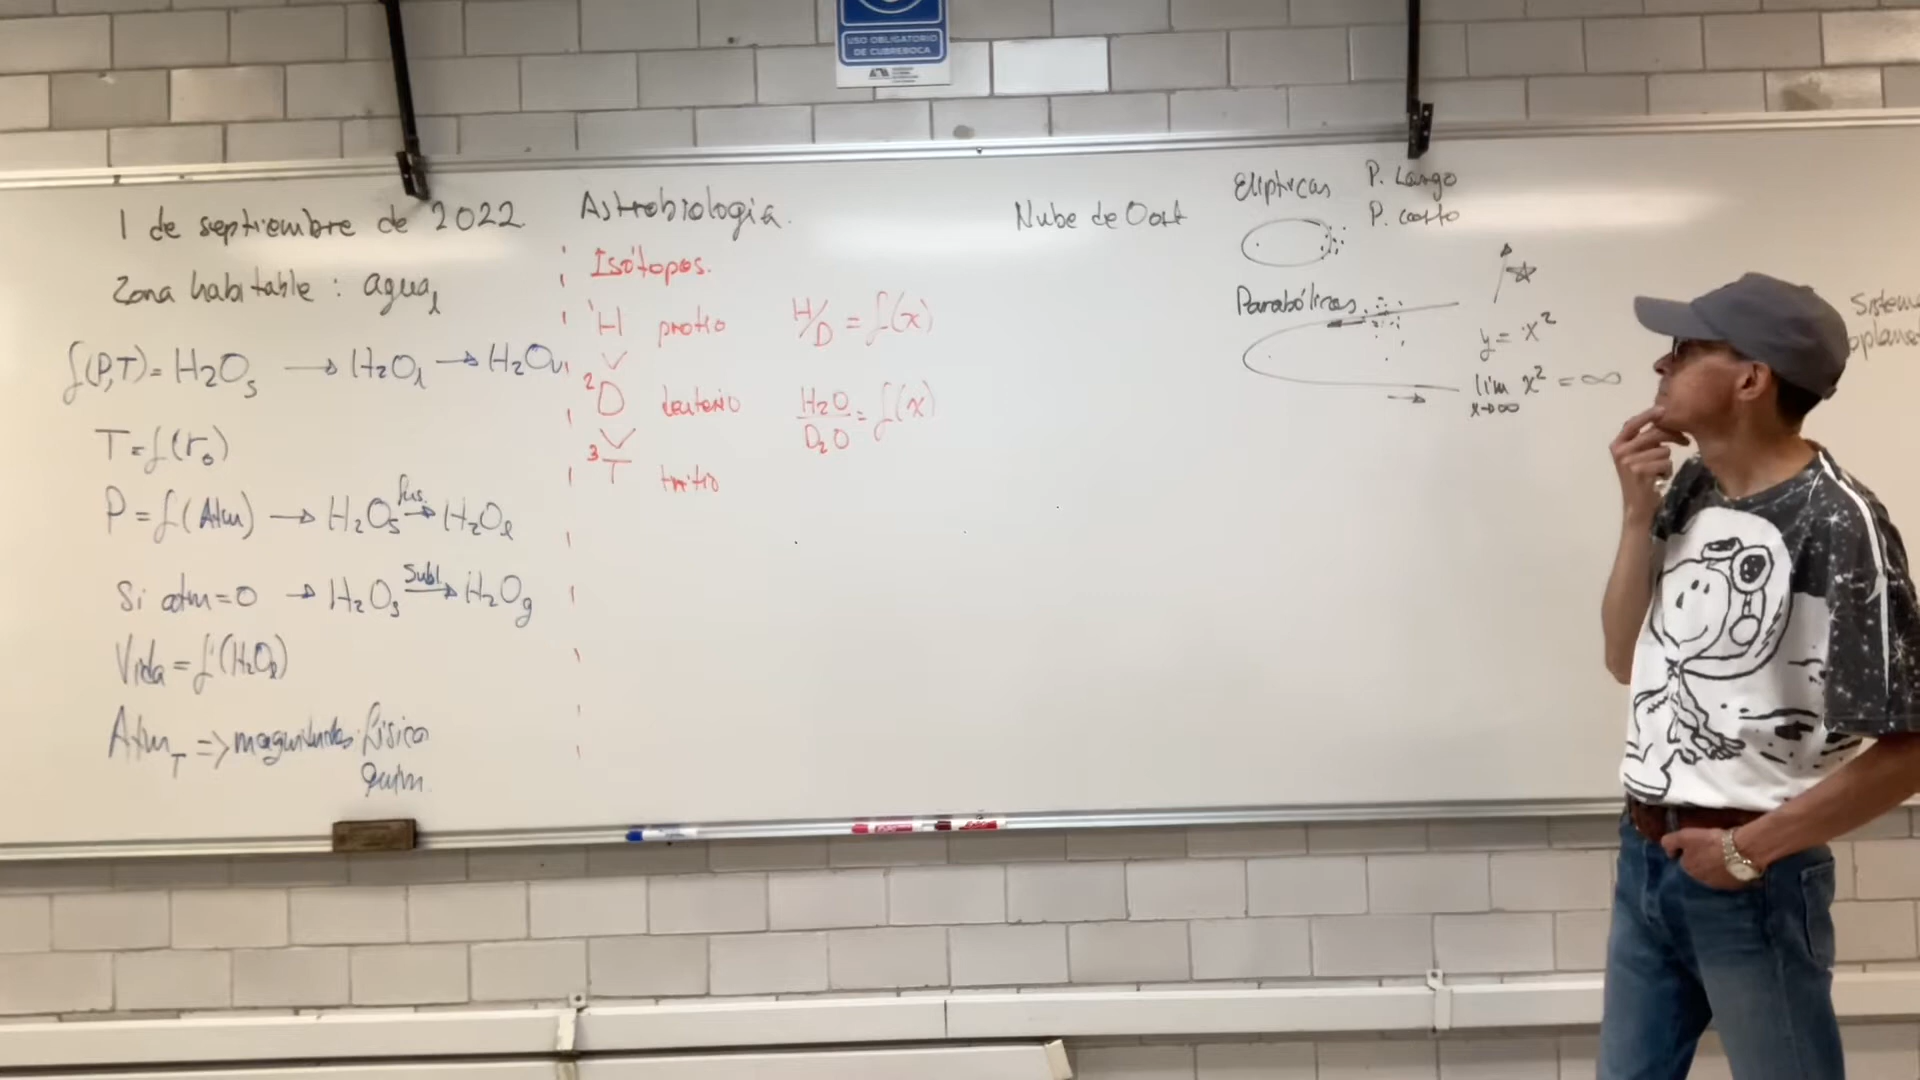 USO OBLIGATORIO
DE CUBREBOCA
1 de septiembre de 2022
Zona habitable : agua l
f(P,T) = H2Os → H2Ol → H2Ov
T = f(r0)
P = f(Atm) → H2Os fus. → H2Ol
Si atm = 0 → H2Os Subl → H2Og
Vida = f(H2Ol)
AtmT => magnitudes física
quím.
Astrobiología.
Isótopos.
H protio H/D = f(x)
2D deuterio H2O/D2O = f(x)
3T tritio
Nube de Oort
Elípticas P. Largo
P. corto
Parabólicas
y = x²
lim x² = ∞
x→∞